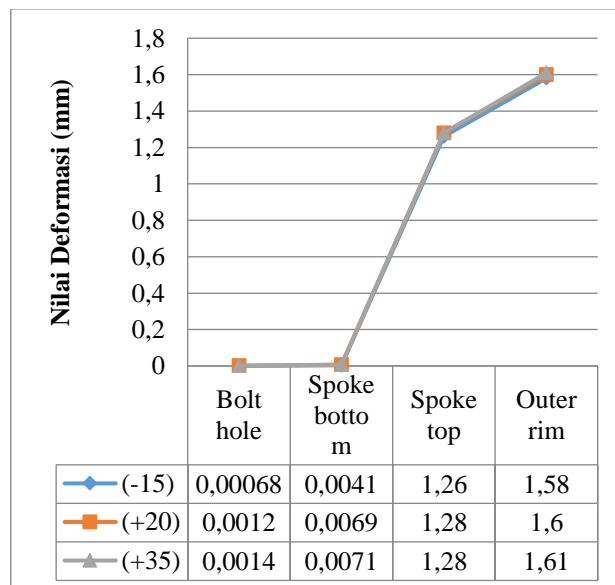 1,8
1,6
1,4
1,2
1
0,8
0,6
0,4
0,2
0
Nilai Deformasi (mm)
Bolt hole
Spoke botto m
Spoke top
Outer rim
(-15) 0,00068 0,0041 1,26 1,58
(+20) 0,0012 0,0069 1,28 1,6
(+35) 0,0014 0,0071 1,28 1,61